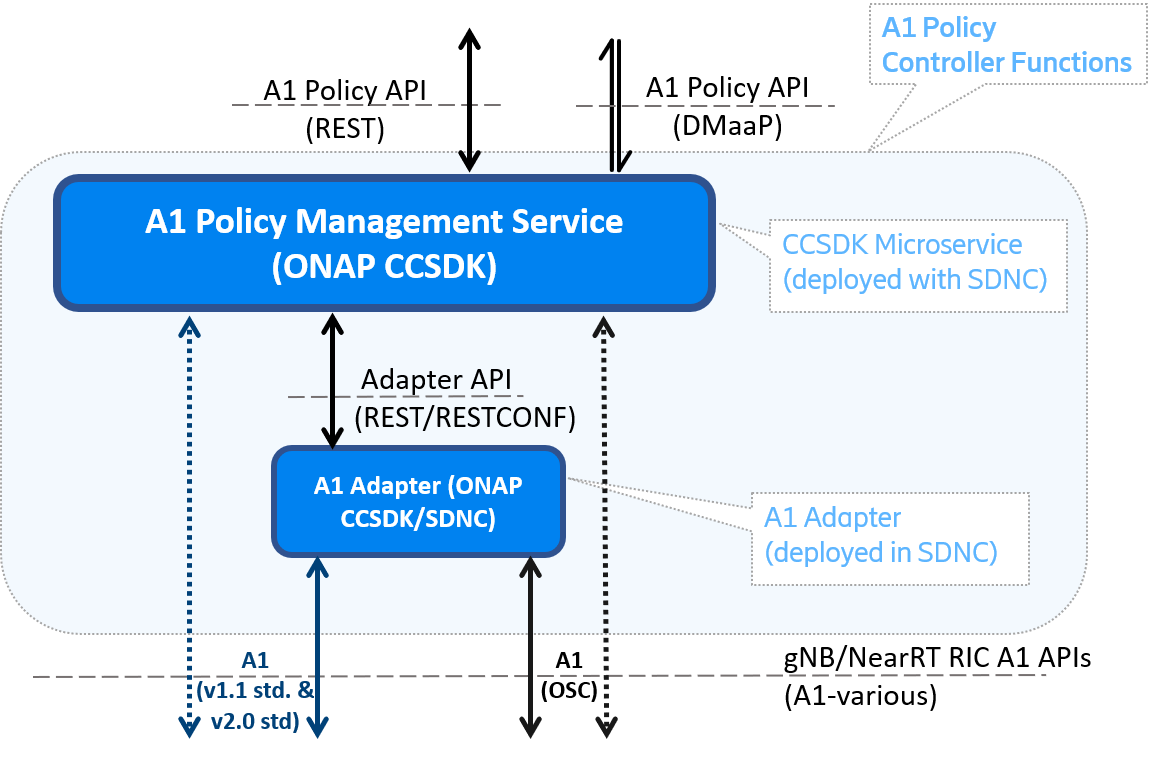 A1 Policy
Controller Functions
A1 Policy API
(REST)
A1 Policy API
(DMaaP)
A1 Policy Management Service
(ONAP CCSDK)
CCSDK Microservice
(deployed with SDNC)
Adapter API
(REST/RESTCONF)
A1 Adapter (ONAP
CCSDK/SDNC)
A1 Adapter
(deployed in SDNC)
A1
(v1.1 std. &
v2.0 std)
A1
(OSC)
gNB/NearRT RIC A1 APIs
(A1-various)